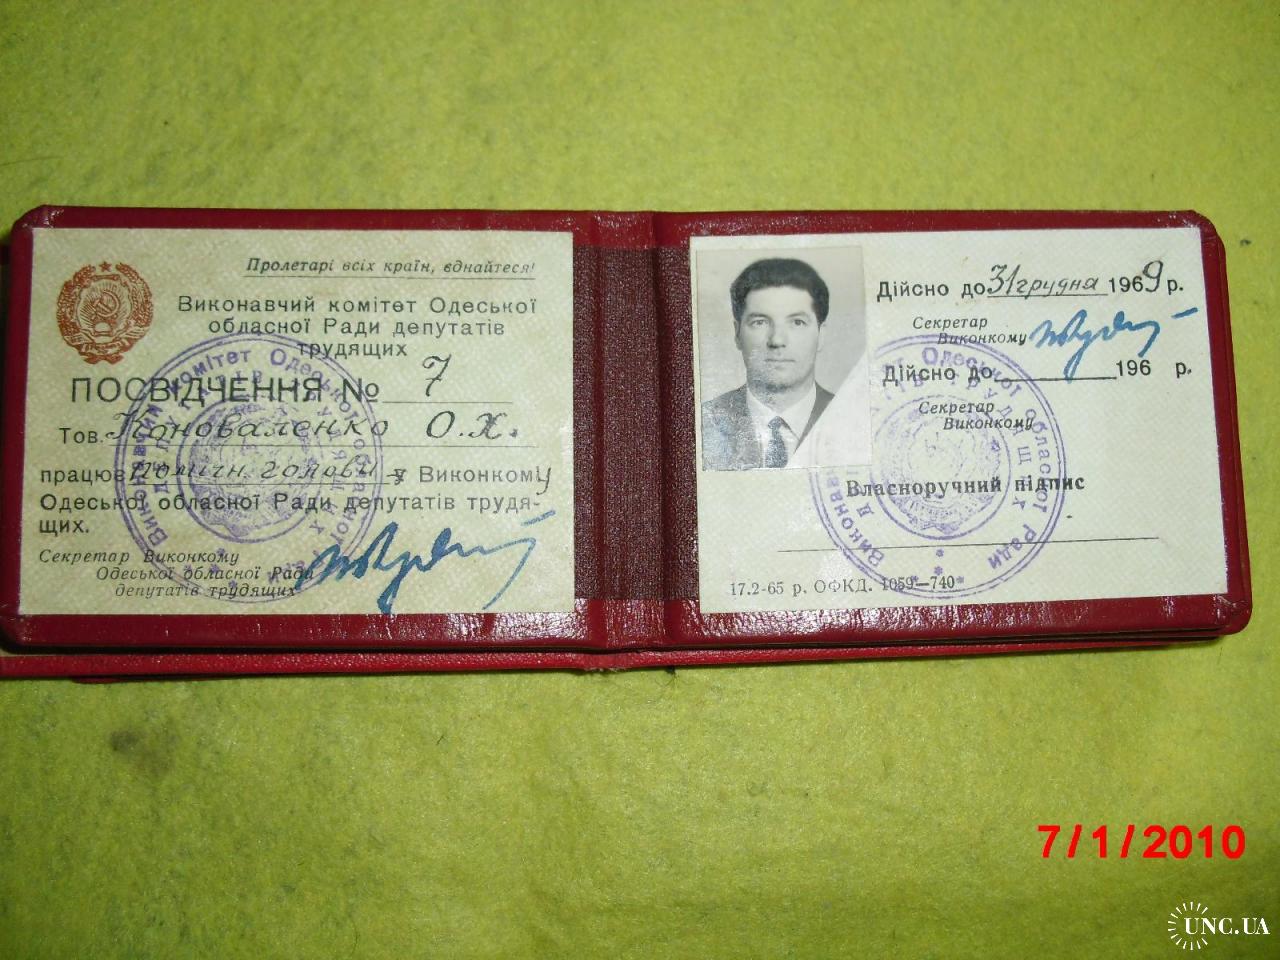 Пролетарі всіх країн, єднайтеся!
Виконавчий комітет Одеської
обласної Ради депутатів
трудящих
ПОСВІДЧЕННЯ № 7
Тов. Коноваленко О.Х.
працює помічн. голови у Виконкому
Одеської обласної Ради депутатів трудя-
щих.
Секретар Виконкому
Одеської обласної Ради
депутатів трудящих
Дійсно до 31 грудня 1969 р.
Секретар
Виконкому
Дійсно до 196 р.
Секретар
Виконкому
Власноручний підпис
17.2-65 р. ОФКД. 1059—740
7/1/2010
UNC.UA